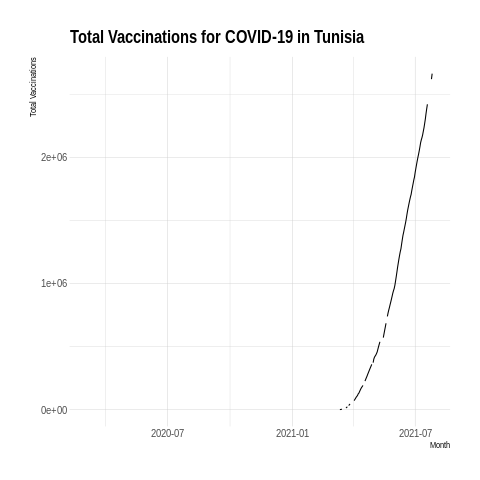 Total Vaccinations for COVID-19 in Tunisia
Total Vaccinations
2e+06
1e+06
0e+00
2020-07
2021-01
2021-07
Month